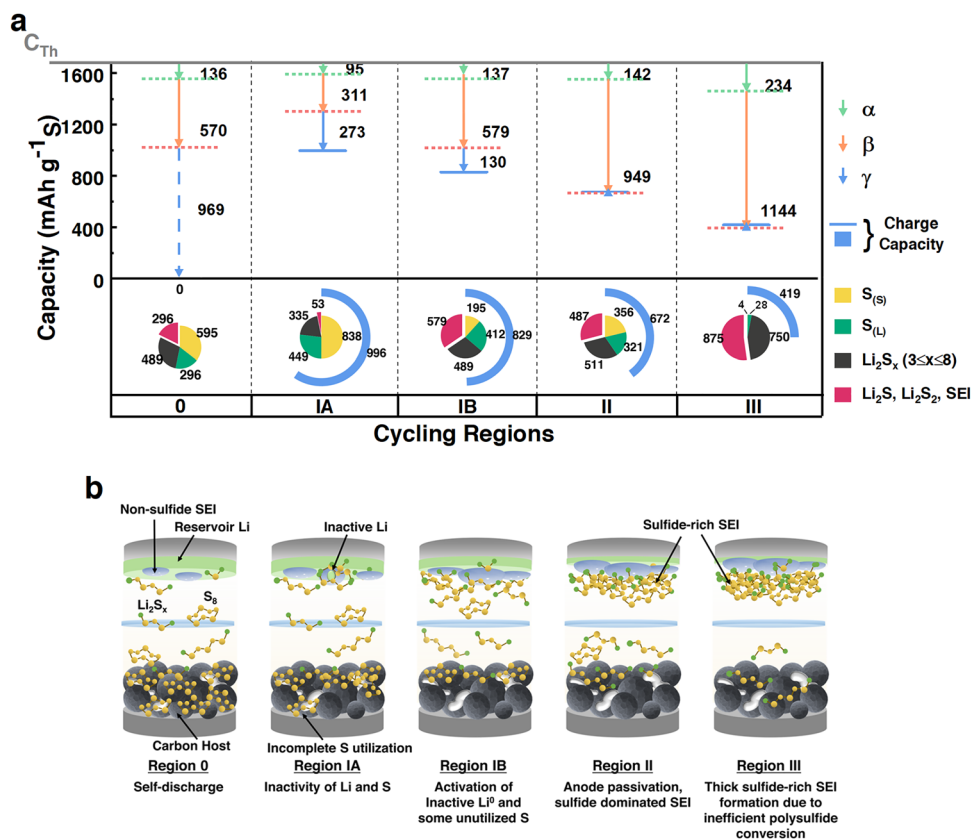 a
C_Th
1600
1200
800
400
0
Capacity (mAh g⁻¹S)
136
570
969
0
95
311
273
137
579
130
142
949
234
1144
α
β
γ
Charge
Capacity
296
595
489
296
53
335
838
996
449
195
579
412
829
489
487
356
672
321
511
4
28
419
875
750
S(S)
S(L)
Li₂Sₓ (3≤x≤8)
Li₂S, Li₂S₂, SEI
0
IA
IB
II
III
Cycling Regions
b
Non-sulfide SEI
Reservoir Li
Inactive Li
Sulfide-rich SEI
Li₂Sₓ
S₈
Carbon Host
Incomplete S utilization
Region 0
Self-discharge
Region IA
Inactivity of Li and S
Region IB
Activation of
Inactive Li⁰ and
some unutilized S
Region II
Anode passivation,
sulfide dominated SEI
Region III
Thick sulfide-rich SEI
formation due to
inefficient polysulfide
conversion